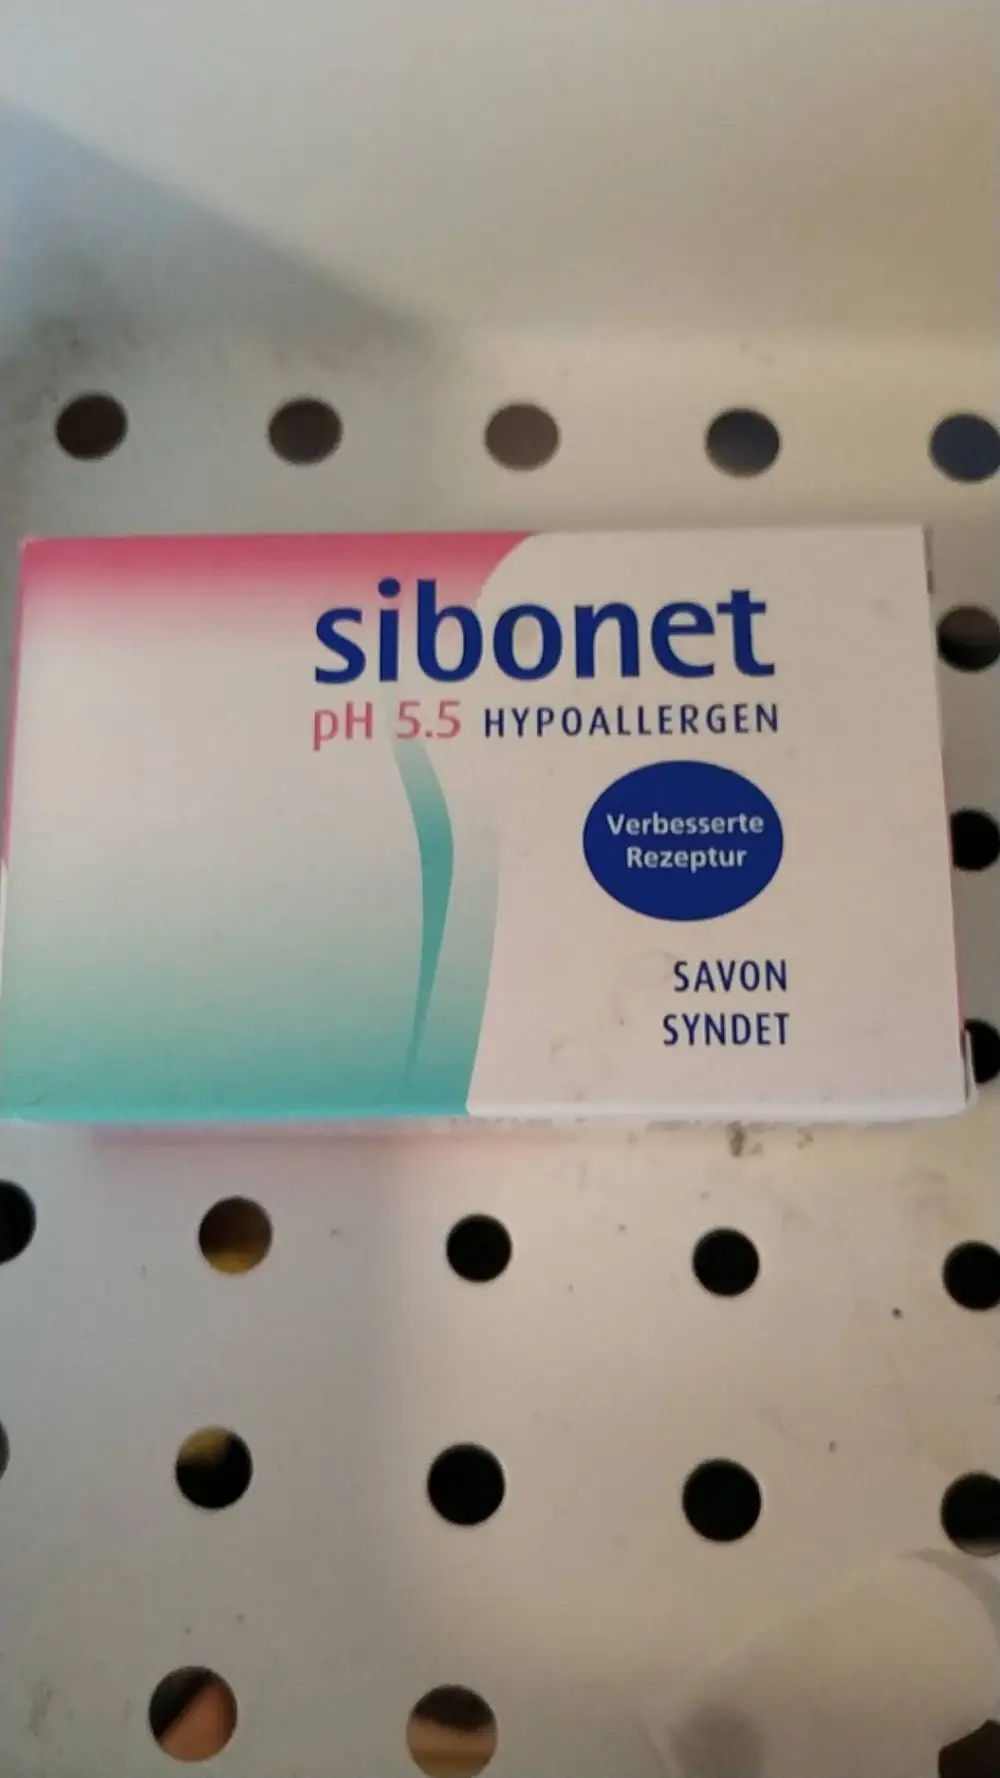 sibonet
pH 5.5 HYPOALLERGEN
Verbesserte
Rezeptur
SAVON
SYNDET